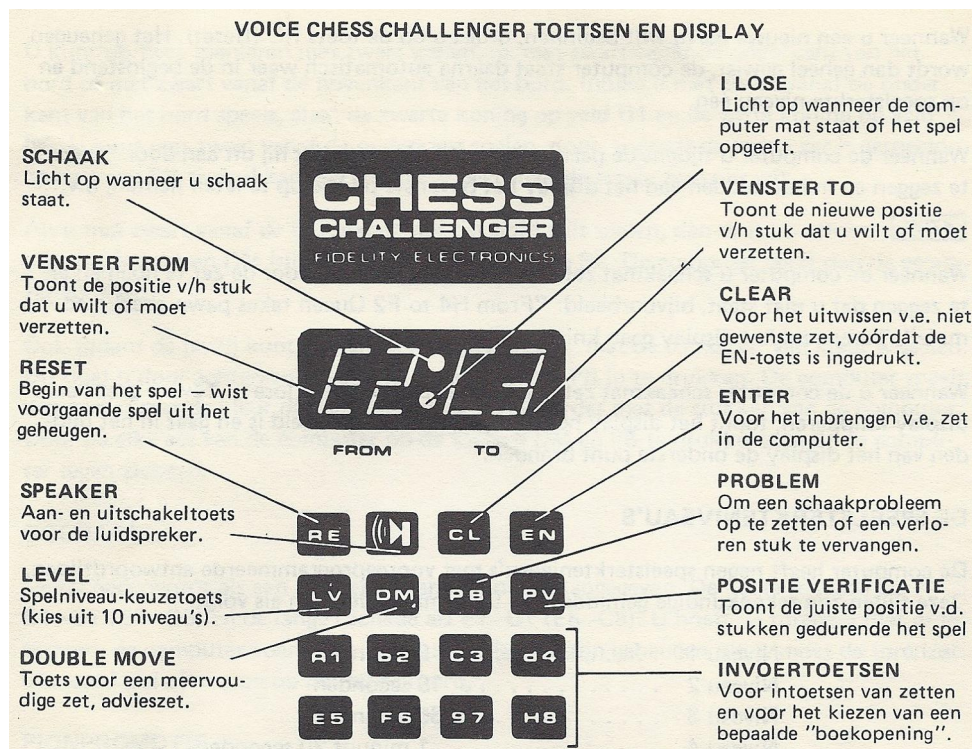 VOICE CHESS CHALLENGER TOETSEN EN DISPLAY
SCHAAK
Licht op wanneer u schaak
staat.
VENSTER FROM
Toont de positie v/h stuk
dat u wilt of moet
verzetten.
RESET
Begin van het spel – wist
voorgaande spel uit het
geheugen.
SPEAKER
Aan- en uitschakeltoets
voor de luidspreker.
LEVEL
Spelniveau-keuzetoets
(kies uit 10 niveau's).
DOUBLE MOVE
Toets voor een meervou-
dige zet, advieszet.
CHESS
CHALLENGER
FIDELITY ELECTRONICS
E2 E3
FROM TO
RE CL EN
LV DM PB PV
A1 b2 C3 d4
E5 F6 97 H8
I LOSE
Licht op wanneer de com-
puter mat staat of het spel
opgeeft.
VENSTER TO
Toont de nieuwe positie
v/h stuk dat u wilt of moet
verzetten.
CLEAR
Voor het uitwissen v.e. niet
gewenste zet, vóórdat de
EN-toets is ingedrukt.
ENTER
Voor het inbrengen v.e. zet
in de computer.
PROBLEM
Om een schaakprobleem
op te zetten of een verlo-
ren stuk te vervangen.
POSITIE VERIFICATIE
Toont de juiste positie v.d.
stukken gedurende het spel
INVOERTOETSEN
Voor intoetsen van zetten
en voor het kiezen van een
bepaalde "boekopening".